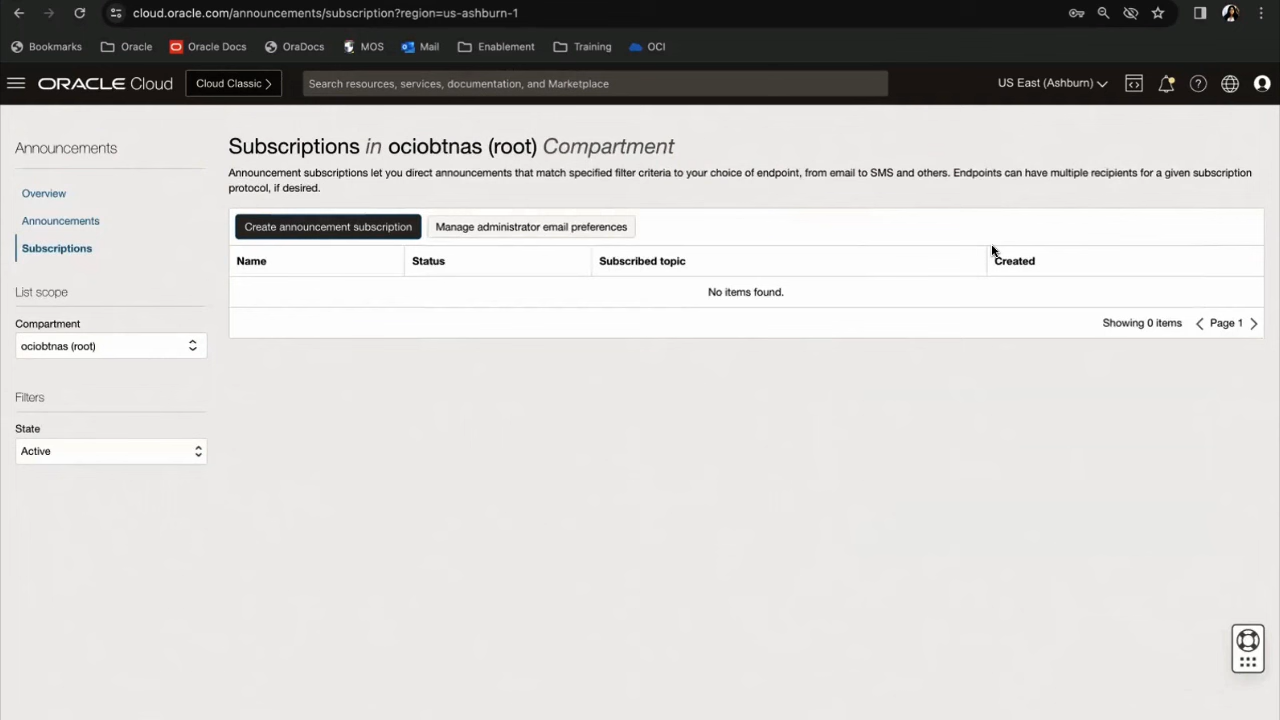 cloud.oracle.com/announcements/subscription?region=us-ashburn-1
Bookmarks Oracle Oracle Docs OraDocs MOS Mail Enablement Training OCI
ORACLE Cloud Cloud Classic Search resources, services, documentation, and Marketplace US East (Ashburn)
Announcements
Overview
Announcements
Subscriptions
List scope
Compartment
ociobtnas (root)
Filters
State
Active
Subscriptions in ociobtnas (root) Compartment
Announcement subscriptions let you direct announcements that match specified filter criteria to your choice of endpoint, from email to SMS and others. Endpoints can have multiple recipients for a given subscription
protocol, if desired.
Create announcement subscription Manage administrator email preferences
Name Status Subscribed topic Created
No items found.
Showing 0 items Page 1